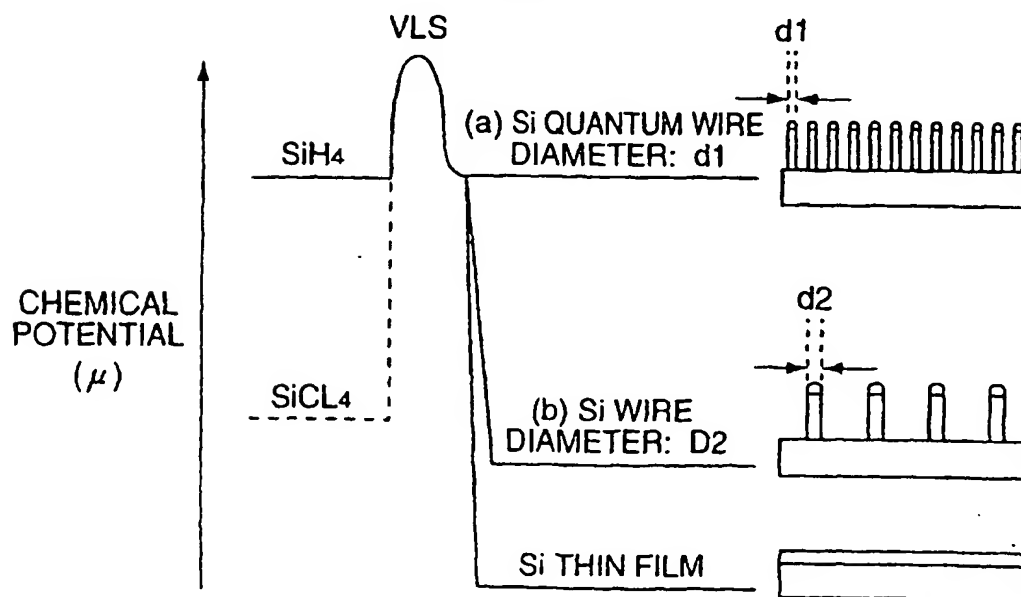 VLS
d1
(a) Si QUANTUM WIRE
DIAMETER: d1
SiH4
CHEMICAL
POTENTIAL
(μ)
d2
SiCL4
(b) Si WIRE
DIAMETER: D2
Si THIN FILM